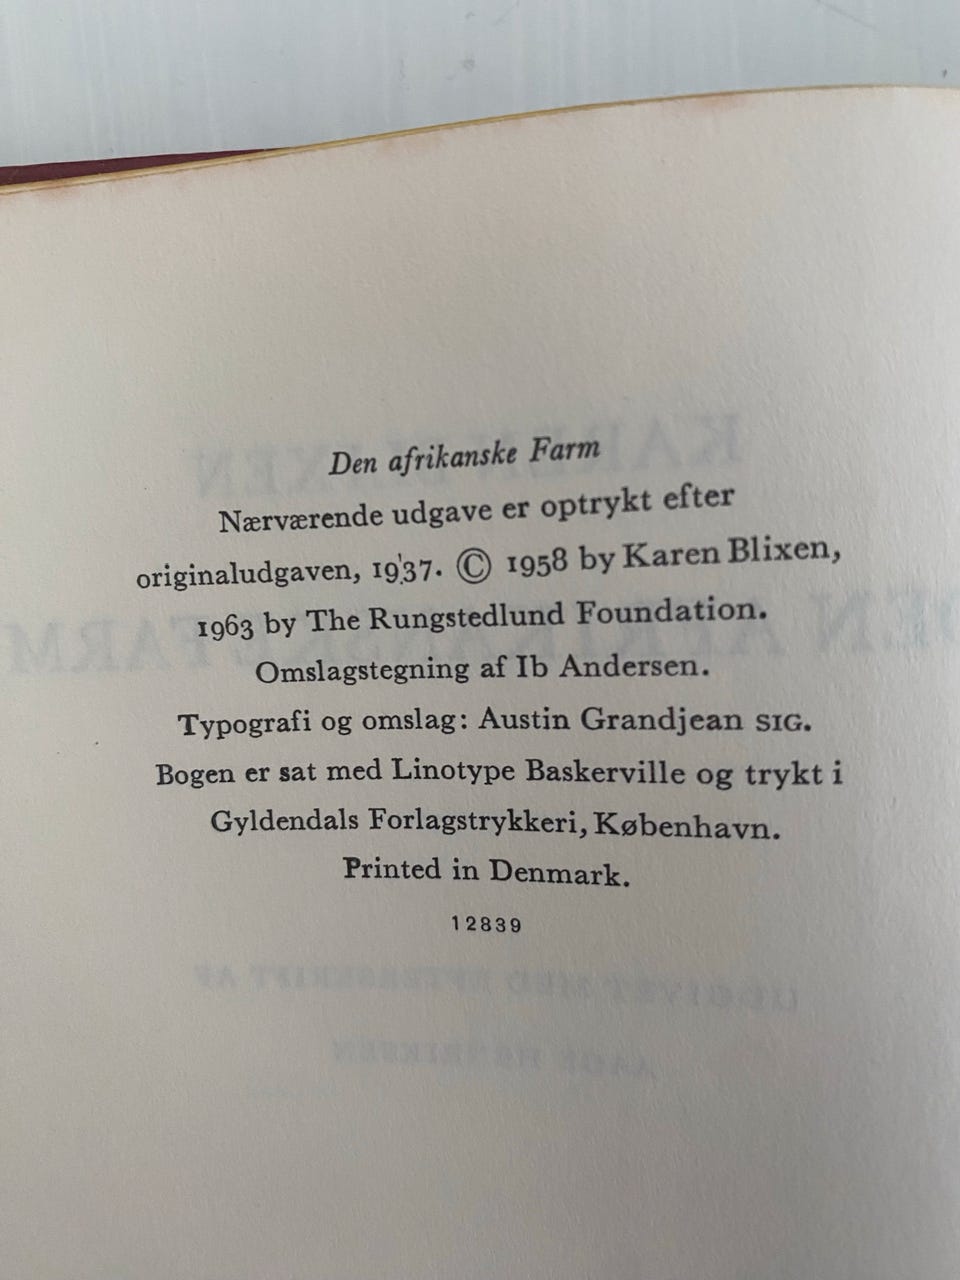 Den afrikanske Farm
Nærværende udgave er optrykt efter
originaludgaven, 1937. © 1958 by Karen Blixen,
1963 by The Rungstedlund Foundation.
Omslagstegning af Ib Andersen.
Typografi og omslag: Austin Grandjean SIG.
Bogen er sat med Linotype Baskerville og trykt i
Gyldendals Forlagstrykkeri, København.
Printed in Denmark.
12839